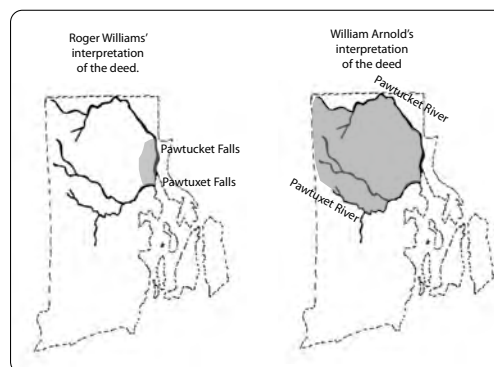 Roger Williams'
interpretation
of the deed.
Pawtucket Falls
Pawtuxet Falls
William Arnold's
interpretation
of the deed
Pawtucket River
Pawtuxet River